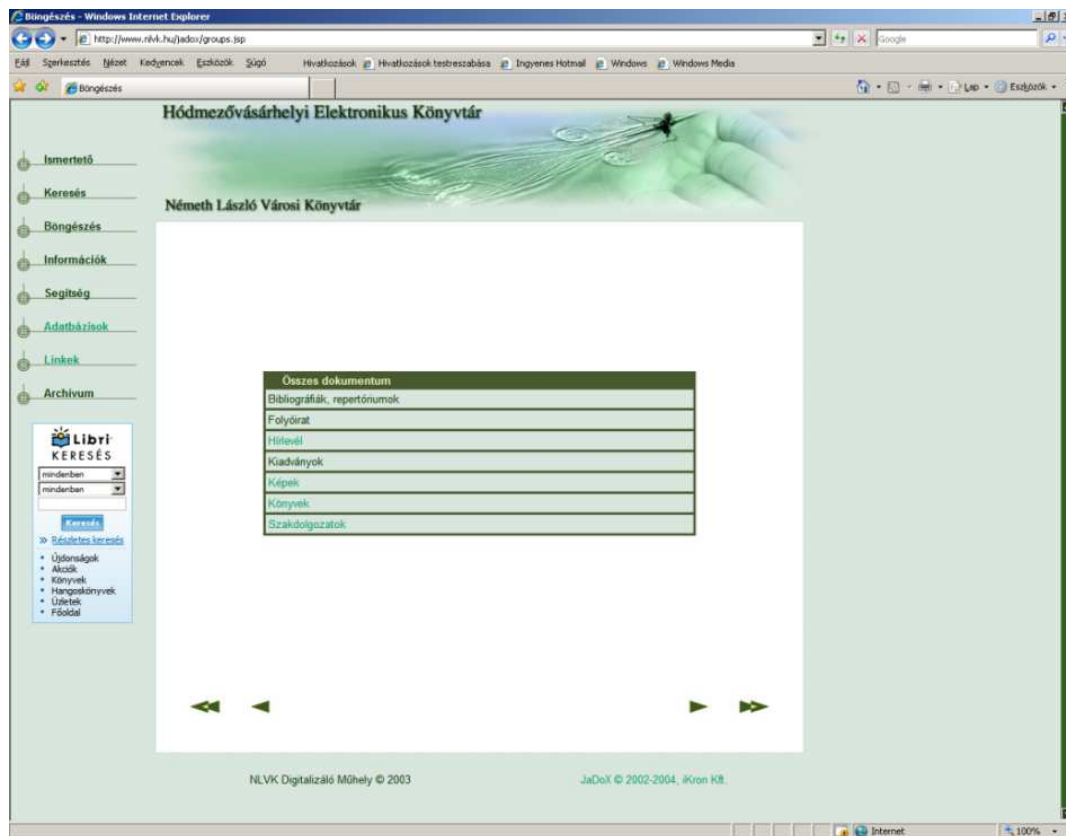 Böngészés - Windows Internet Explorer
http://www.nlvk.hu/jadox/groups.jsp
Google
Fájl Szerkesztés Nézet Kedvencek Eszközök Súgó Hivatkozások Hivatkozások testreszabása Ingyenes Hotmail Windows Windows Media
Böngészés Lap Eszközök
Hódmezővásárhelyi Elektronikus Könyvtár
Németh László Városi Könyvtár
Ismertető
Keresés
Böngészés
Információk
Segítség
Adatbázisok
Linkek
Archívum
Libri
KERESÉS
mindenben
mindenben
Keresés
» Részletes keresés
• Újdonságok
• Akciók
• Könyvek
• Hangoskönyvek
• Üzletek
• Főoldal
Összes dokumentum
Bibliográfiák, repertóriumok
Folyóirat
Hírlevél
Kiadványok
Képek
Könyvek
Szakdolgozatok
NLVK Digitalizáló Műhely © 2003
JaDoX © 2002-2004, iKron Kft.
Internet 100%